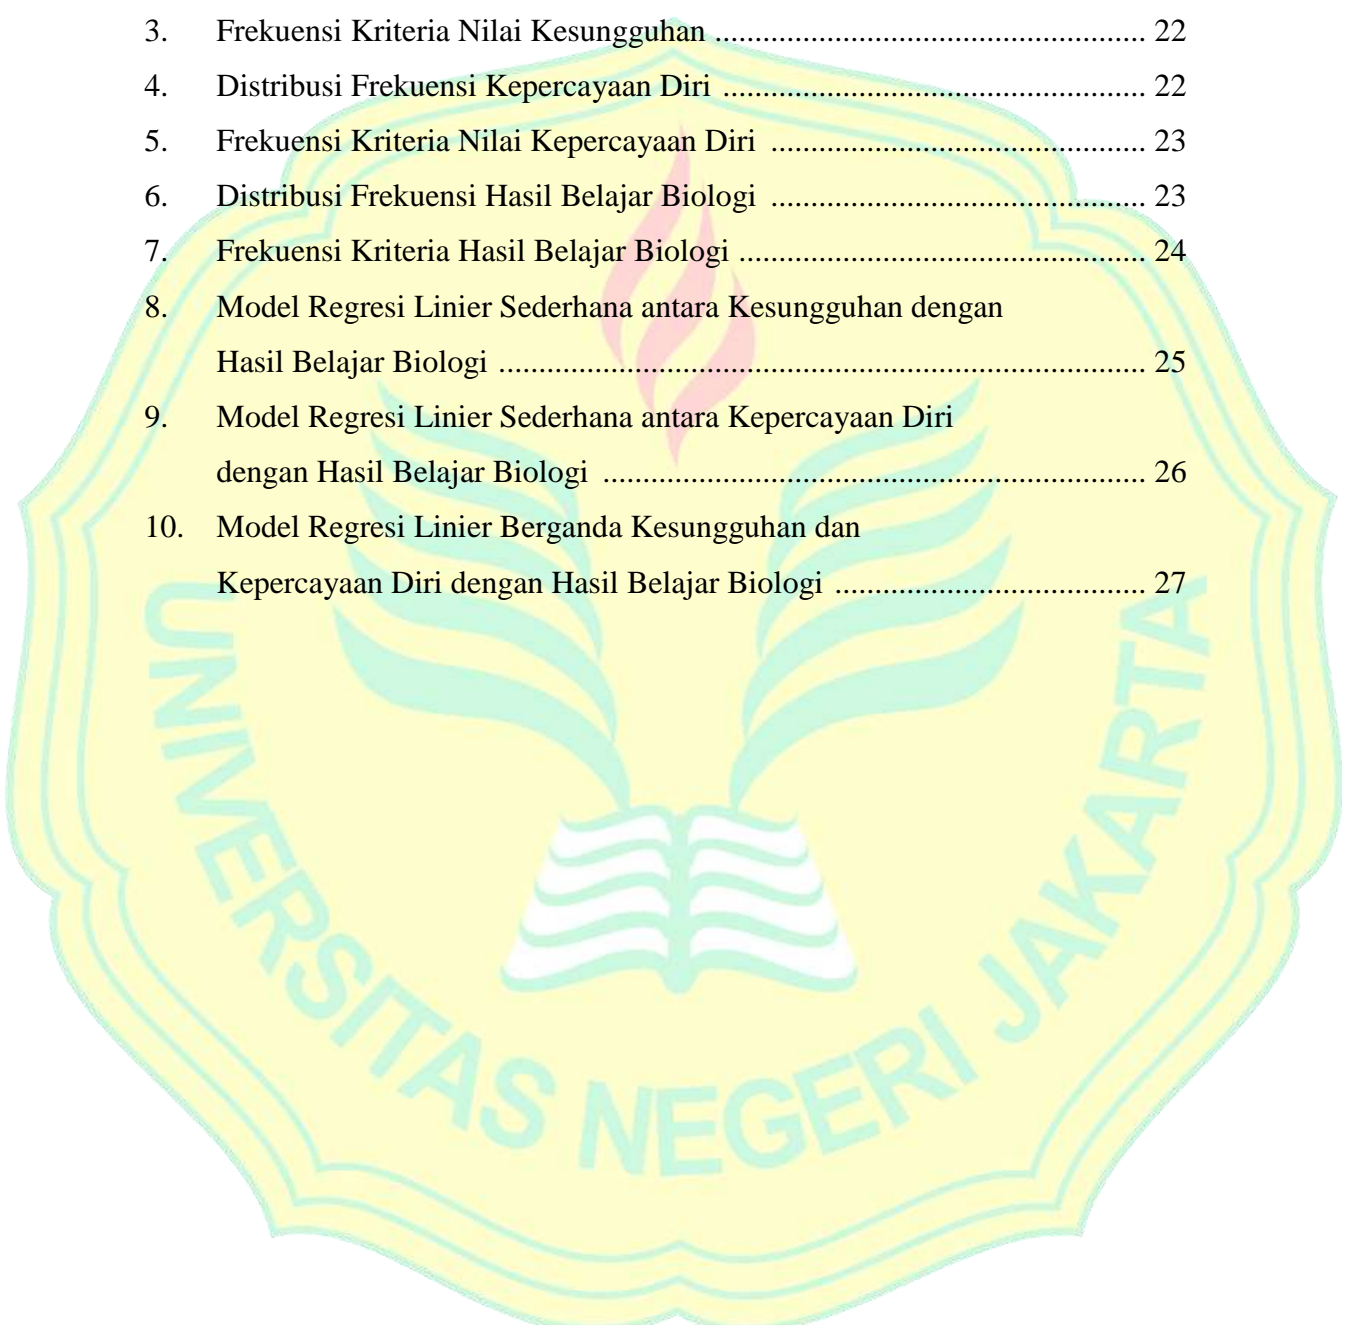 3. Frekuensi Kriteria Nilai Kesungguhan ..................................................... 22
4. Distribusi Frekuensi Kepercayaan Diri .................................................... 22
5. Frekuensi Kriteria Nilai Kepercayaan Diri .............................................. 23
6. Distribusi Frekuensi Hasil Belajar Biologi .............................................. 23
7. Frekuensi Kriteria Hasil Belajar Biologi .................................................. 24
8. Model Regresi Linier Sederhana antara Kesungguhan dengan
Hasil Belajar Biologi ................................................................................ 25
9. Model Regresi Linier Sederhana antara Kepercayaan Diri
dengan Hasil Belajar Biologi ................................................................... 26
10. Model Regresi Linier Berganda Kesungguhan dan
Kepercayaan Diri dengan Hasil Belajar Biologi ...................................... 27
UNIVERSITAS NEGERI JAKARTA